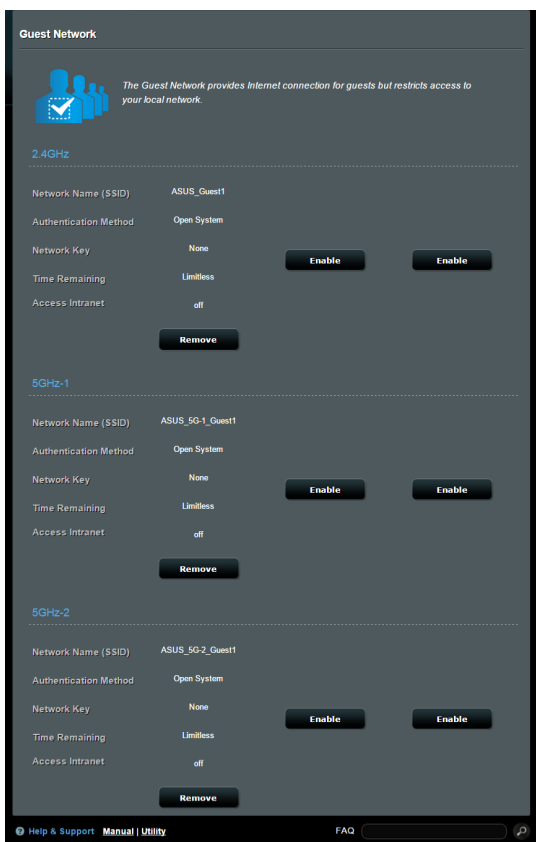 Guest Network
The Guest Network provides Internet connection for guests but restricts access to
your local network.
2.4GHz
Network Name (SSID) ASUS_Guest1
Authentication Method Open System
Network Key None
Enable Enable
Time Remaining Limitless
Access Intranet off
Remove
5GHz-1
Network Name (SSID) ASUS_5G-1_Guest1
Authentication Method Open System
Network Key None
Enable Enable
Time Remaining Limitless
Access Intranet off
Remove
5GHz-2
Network Name (SSID) ASUS_5G-2_Guest1
Authentication Method Open System
Network Key None
Enable Enable
Time Remaining Limitless
Access Intranet off
Remove
? Help & Support Manual | Utility FAQ